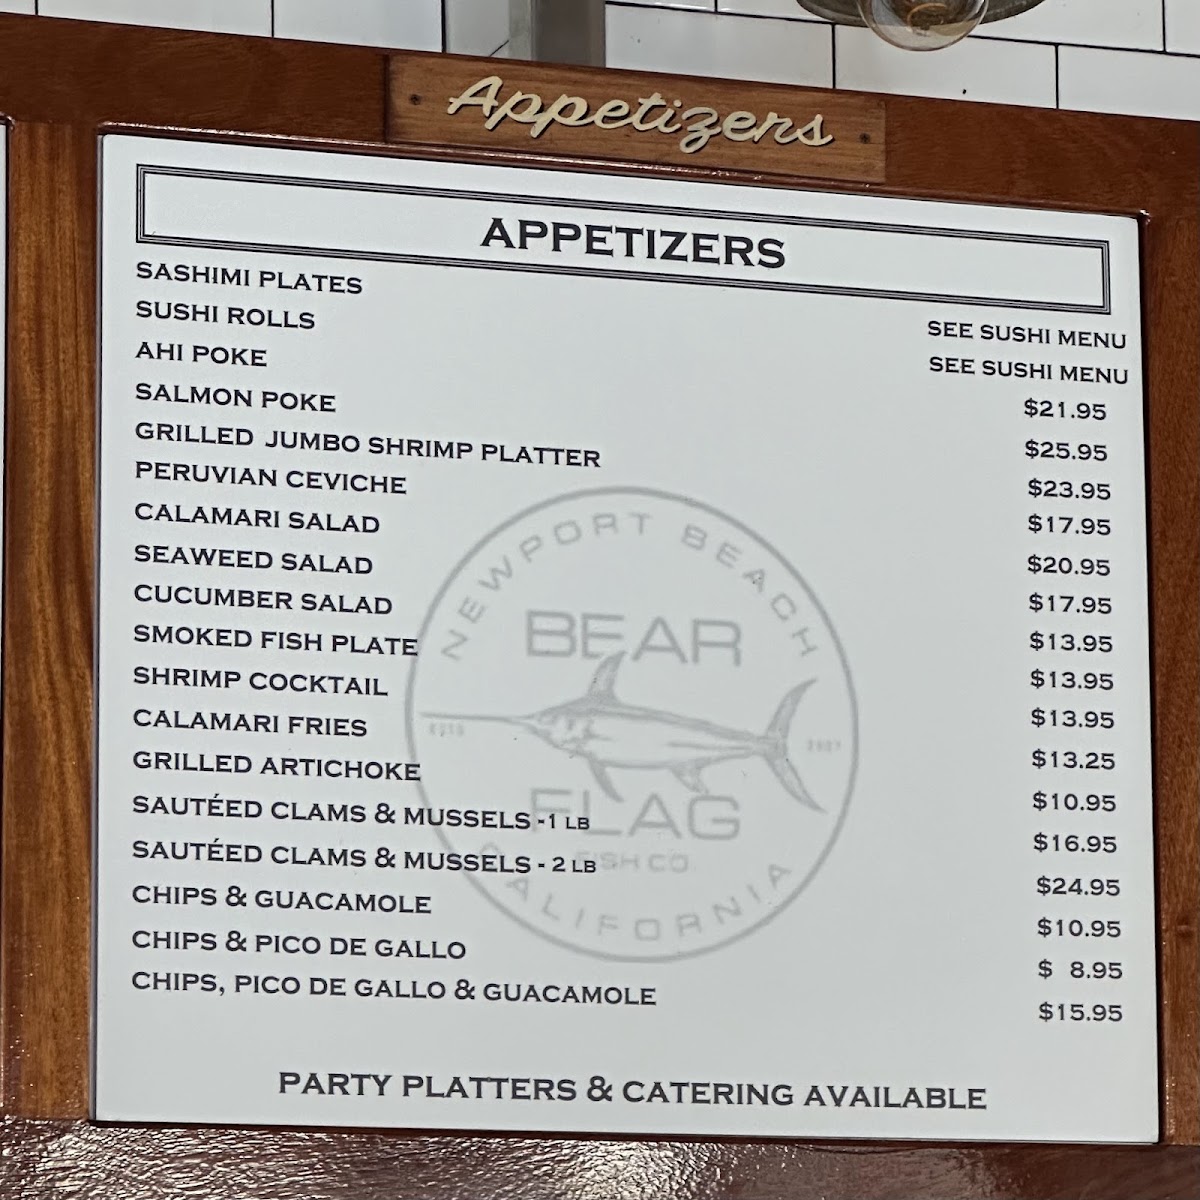 Appetizers
APPETIZERS
SASHIMI PLATES SEE SUSHI MENU
SUSHI ROLLS SEE SUSHI MENU
AHI POKE $21.95
SALMON POKE $25.95
GRILLED JUMBO SHRIMP PLATTER $23.95
PERUVIAN CEVICHE $17.95
CALAMARI SALAD $20.95
SEAWEED SALAD $17.95
CUCUMBER SALAD $13.95
SMOKED FISH PLATE $13.95
SHRIMP COCKTAIL $13.95
CALAMARI FRIES $13.25
GRILLED ARTICHOKE $10.95
SAUTÉED CLAMS & MUSSELS -1 LB $16.95
SAUTÉED CLAMS & MUSSELS - 2 LB $24.95
CHIPS & GUACAMOLE $10.95
CHIPS & PICO DE GALLO $ 8.95
CHIPS, PICO DE GALLO & GUACAMOLE $15.95
PARTY PLATTERS & CATERING AVAILABLE
NEWPORT BEACH
BEAR
FLAG
FISH CO
CALIFORNIA